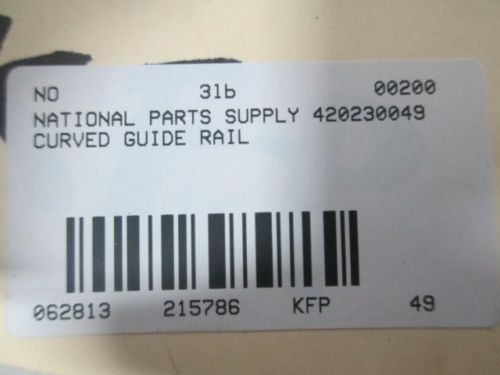 NO 31b 00200
NATIONAL PARTS SUPPLY 420230049
CURVED GUIDE RAIL
062813 215786 KFP 49